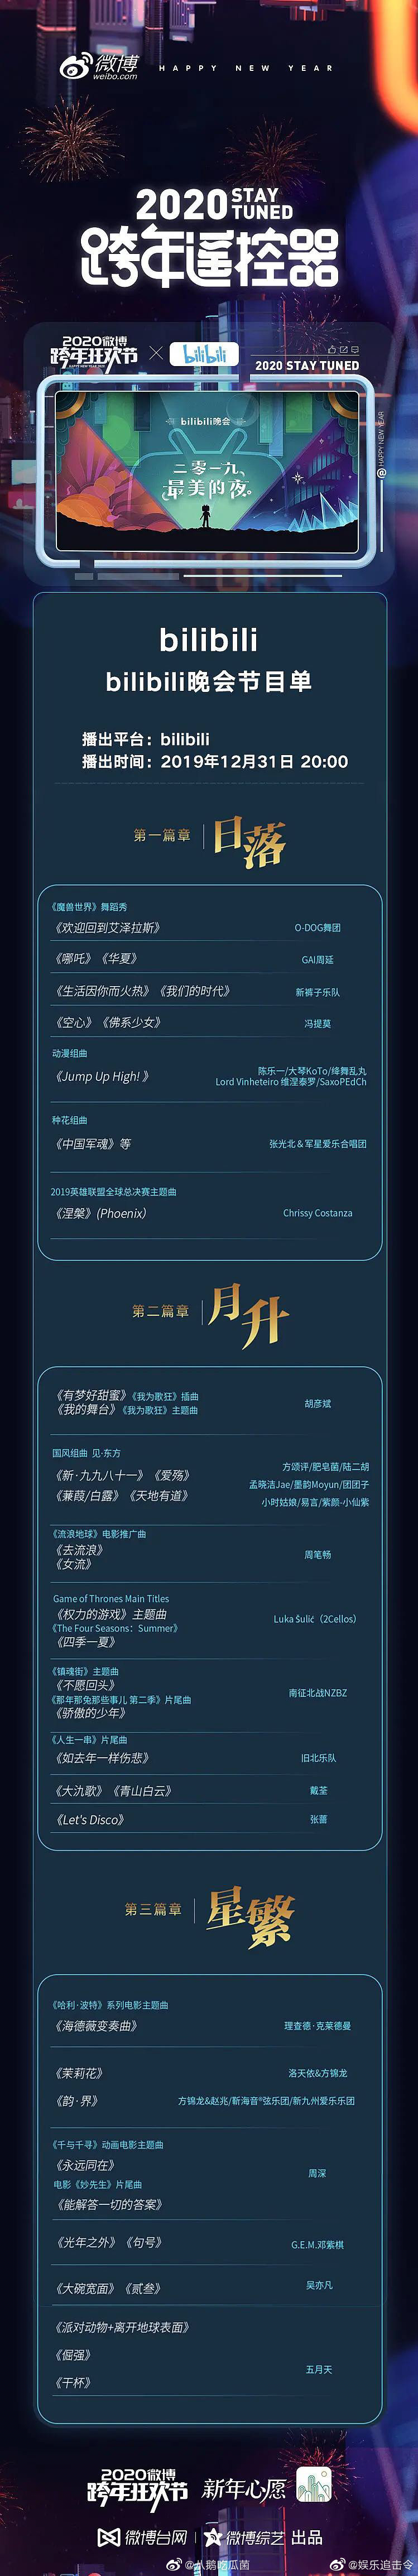 微博
weibo.com
HAPPY NEW YEAR
2020 STAY TUNED
跨年遥控器
2020微博
跨年狂欢节
HAPPY NEW YEAR 2020
bilibili
2020 STAY TUNED
@HAPPY NEW YEAR
bilibili晚会
二零一九
最美的夜
bilibili
bilibili晚会节目单
播出平台：bilibili
播出时间：2019年12月31日 20:00
第一篇章 日落
《魔兽世界》舞蹈秀
《欢迎回到艾泽拉斯》 O-DOG舞团
《哪吒》《华夏》 GAI周延
《生活因你而火热》《我们的时代》 新裤子乐队
《空心》《佛系少女》 冯提莫
动漫组曲
《Jump Up High! 》 陈乐一/大琴KoTo/绛舞乱丸
Lord Vinheteiro 维涅泰罗/SaxoPEdCh
种花组曲
《中国军魂》等 张光北＆军星爱乐合唱团
2019英雄联盟全球总决赛主题曲
《涅槃》(Phoenix） Chrissy Costanza
第二篇章 月升
《有梦好甜蜜》《我为歌狂》插曲
《我的舞台》《我为歌狂》主题曲
胡彦斌
国风组曲 见·东方
《新·九九八十一》《爱殇》
《蒹葭/白露》《天地有道》
方颂评/肥皂菌/陆二胡
孟晓洁Jae/墨韵Moyun/团团子
小时姑娘/易言/紫颜·小仙紫
《流浪地球》电影推广曲
《去流浪》
《女流》
周笔畅
Game of Thrones Main Titles
《权力的游戏》主题曲
《The Four Seasons：Summer》
《四季一夏》
Luka Šulić（2Cellos）
《镇魂街》主题曲
《不愿回头》
《那年那兔那些事儿 第二季》片尾曲
《骄傲的少年》
南征北战NZBZ
《人生一串》片尾曲
《如去年一样伤悲》 旧北乐队
《大氿歌》《青山白云》 戴荃
《Let's Disco》 张蔷
第三篇章 星繁
《哈利·波特》系列电影主题曲
《海德薇变奏曲》 理查德·克莱德曼
《茉莉花》 洛天依&方锦龙
《韵·界》 方锦龙&赵兆/靳海音®弦乐团/新九州爱乐乐团
《千与千寻》动画电影主题曲
《永远同在》
电影《妙先生》片尾曲
《能解答一切的答案》
周深
《光年之外》《句号》 G.E.M.邓紫棋
《大碗宽面》《贰叁》 吴亦凡
《派对动物+离开地球表面》
《倔强》
《干杯》
五月天
2020微博
跨年狂欢节
新年心愿
微博台网 微博综艺 出品
@八鹅吃瓜菌
@娱乐追击令